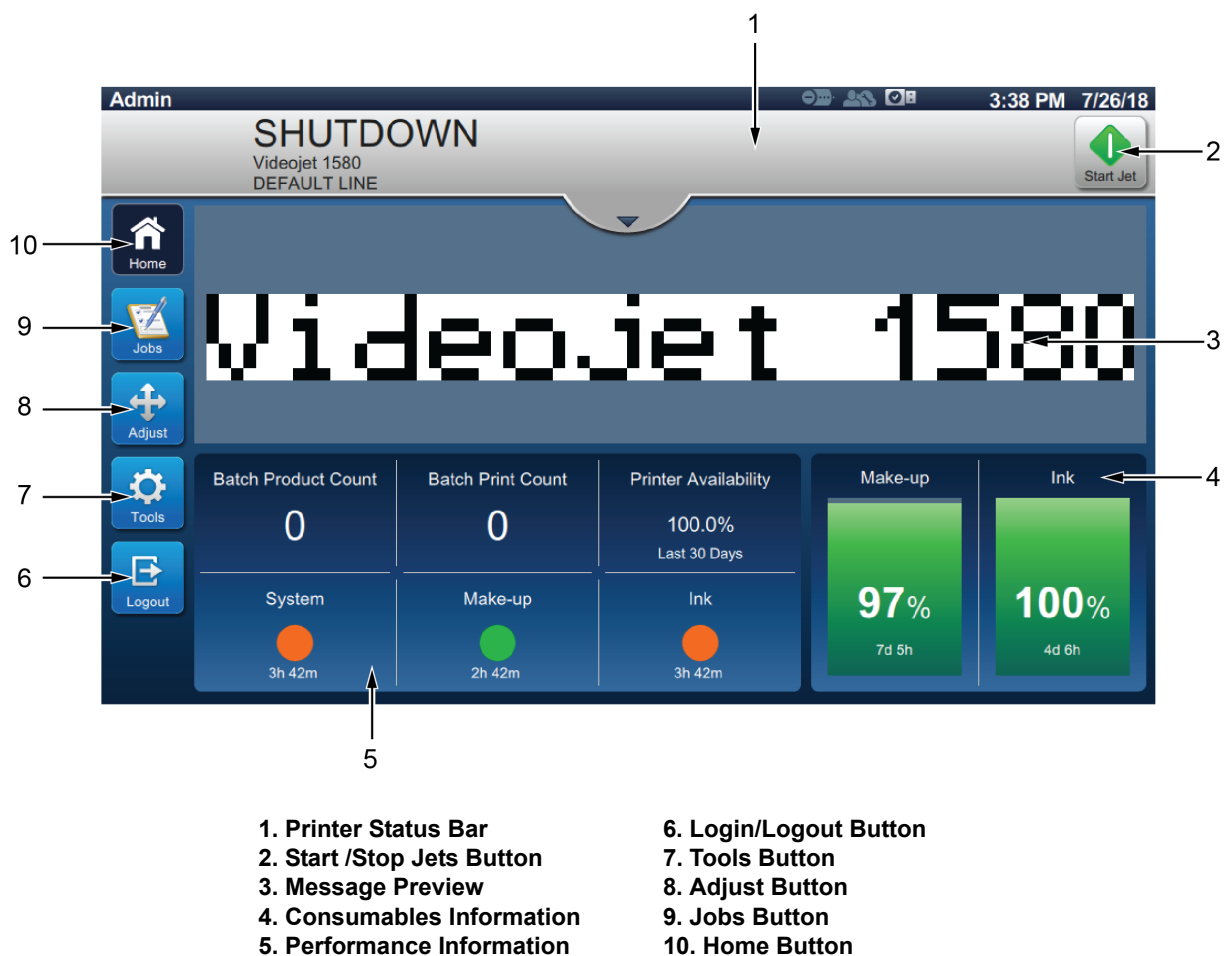 1
Admin 3:38 PM 7/26/18
SHUTDOWN
Videojet 1580
DEFAULT LINE
Start Jet
2
10
Home
9
Jobs
Videojet 1580
3
8
Adjust
7
Tools
6
Logout
Batch Product Count Batch Print Count Printer Availability
0 0 100.0%
Last 30 Days
System Make-up Ink
3h 42m 2h 42m 3h 42m
Make-up Ink
4
97% 100%
7d 5h 4d 6h
5
1. Printer Status Bar
2. Start /Stop Jets Button
3. Message Preview
4. Consumables Information
5. Performance Information
6. Login/Logout Button
7. Tools Button
8. Adjust Button
9. Jobs Button
10. Home Button